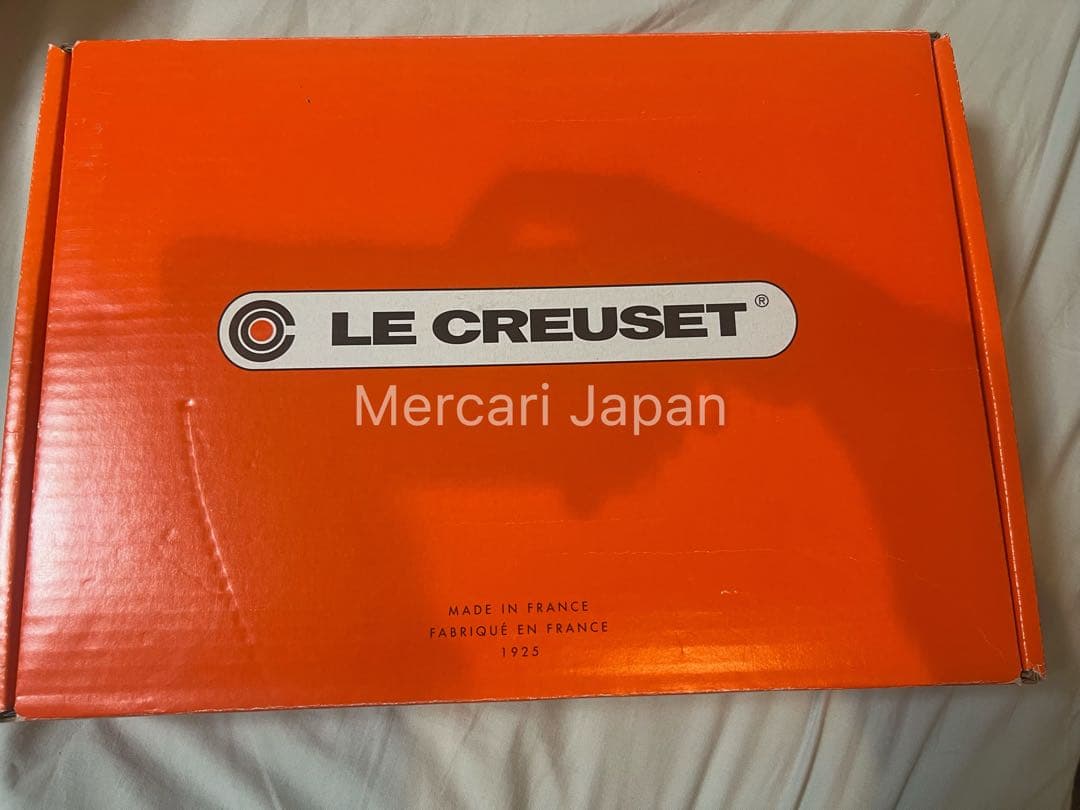 LE CREUSET®
Mercari Japan
MADE IN FRANCE
FABRIQUÉ EN FRANCE
1925